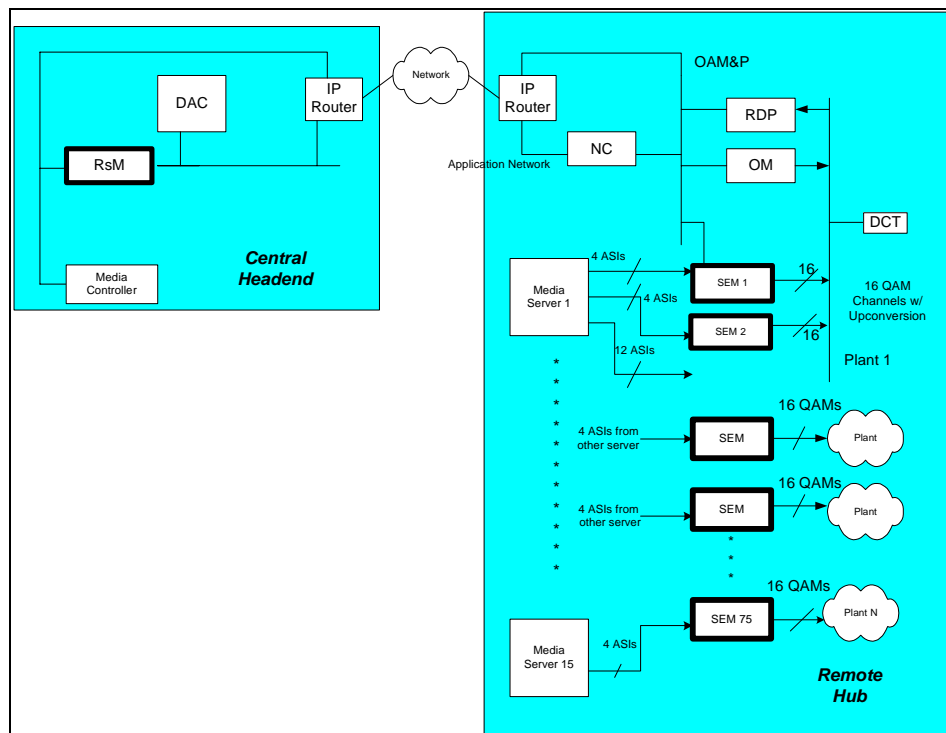 DAC
RsM
IP
Router
Media
Controller
Central
Headend
Network
IP
Router
Application Network
NC
OAM&P
RDP
OM
DCT
4 ASIs
Media
Server 1
4 ASIs
12 ASIs
SEM 1
16
SEM 2
16
16 QAM
Channels w/
Upconversion
Plant 1
*
*
*
*
*
*
*
*
*
*
*
4 ASIs from
other server
SEM
16 QAMs
Plant
4 ASIs from
other server
SEM
16 QAMs
Plant
*
*
*
16 QAMs
SEM 75
Plant N
Media
Server 15
4 ASIs
Remote
Hub